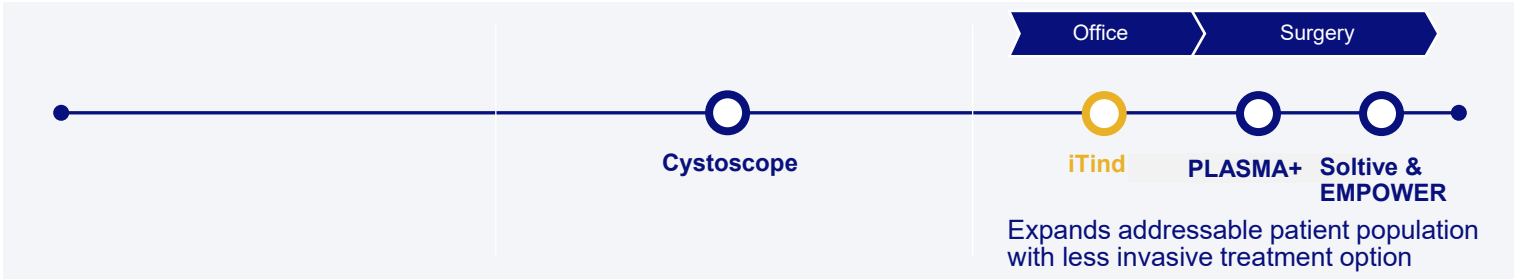 Office
Surgery
Cystoscope
iTind
PLASMA+
Soltive &
EMPOWER
Expands addressable patient population
with less invasive treatment option